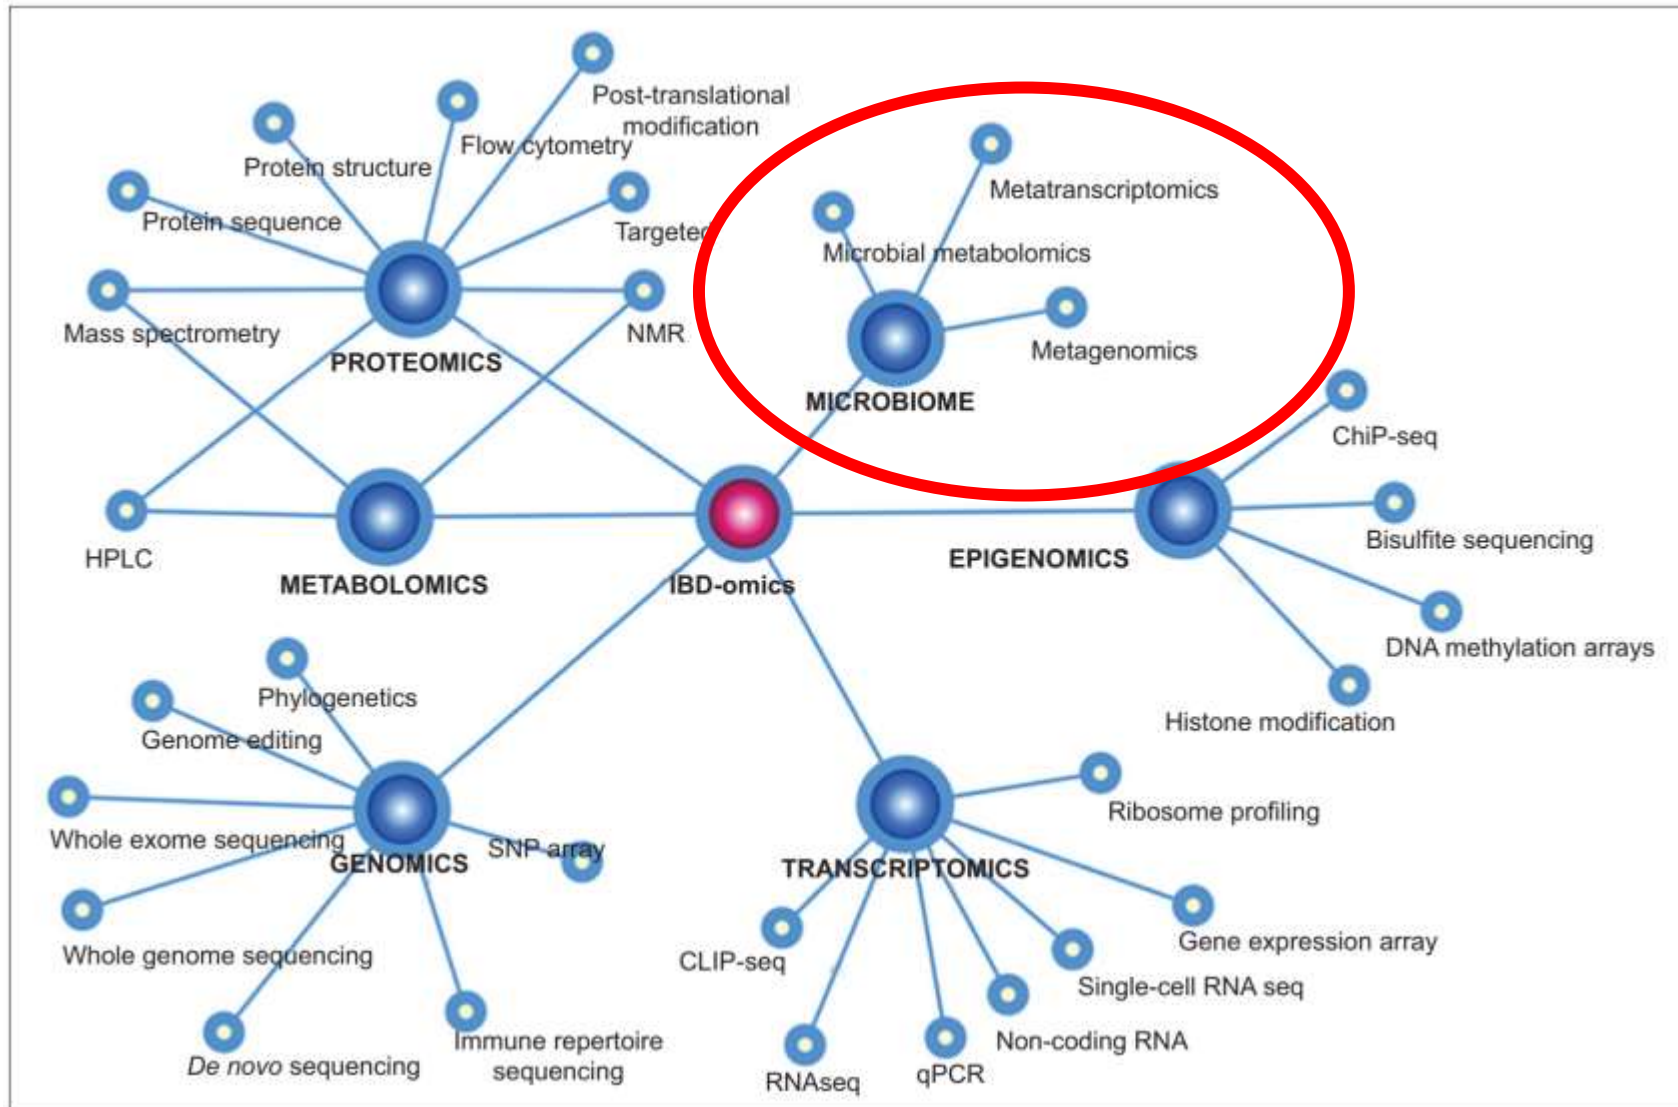 Post-translational
modification
Flow cytometry
Protein structure
Protein sequence
Targeted
Mass spectrometry
NMR
PROTEOMICS
HPLC
METABOLOMICS
IBD-omics
Metatranscriptomics
Microbial metabolomics
Metagenomics
MICROBIOME
ChiP-seq
Bisulfite sequencing
EPIGENOMICS
DNA methylation arrays
Histone modification
Phylogenetics
Genome editing
Whole exome sequencing
SNP array
GENOMICS
Whole genome sequencing
De novo sequencing
Immune repertoire
sequencing
Ribosome profiling
TRANSCRIPTOMICS
Gene expression array
CLIP-seq
Single-cell RNA seq
Non-coding RNA
qPCR
RNAseq